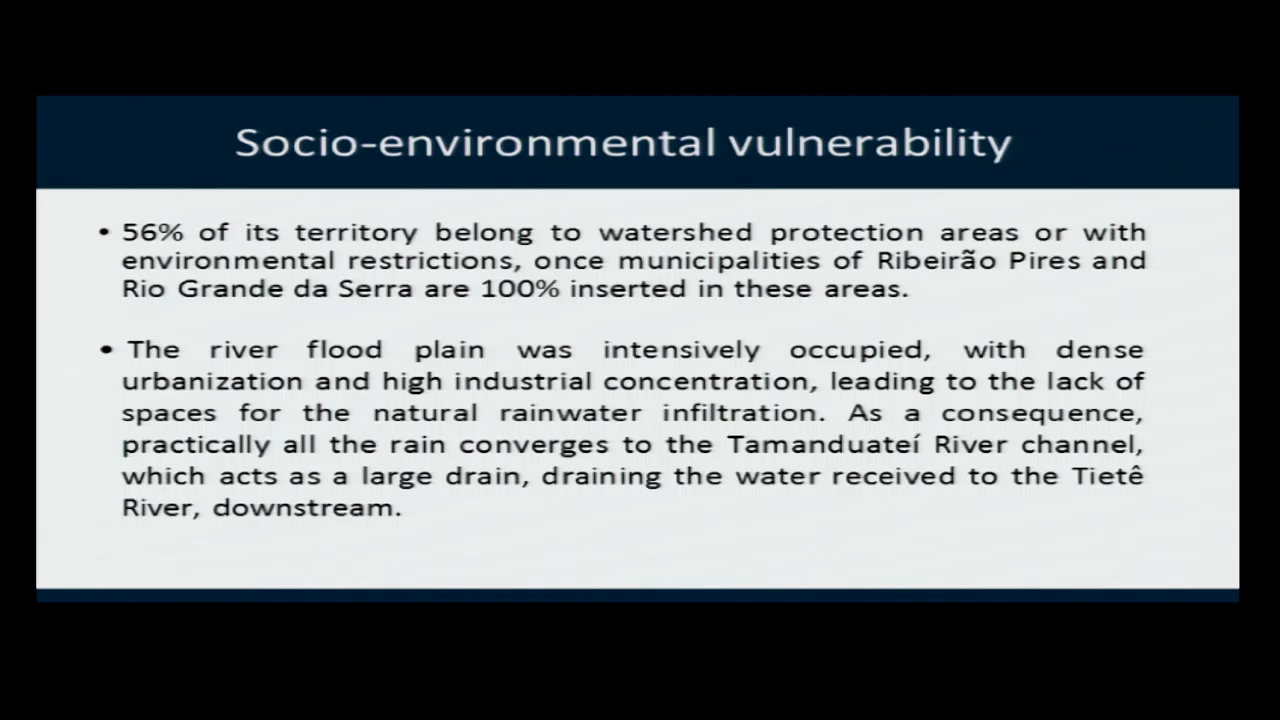 Socio-environmental vulnerability
• 56% of its territory belong to watershed protection areas or with
environmental restrictions, once municipalities of Ribeirão Pires and
Rio Grande da Serra are 100% inserted in these areas.
• The river flood plain was intensively occupied, with dense
urbanization and high industrial concentration, leading to the lack of
spaces for the natural rainwater infiltration. As a consequence,
practically all the rain converges to the Tamanduateí River channel,
which acts as a large drain, draining the water received to the Tietê
River, downstream.